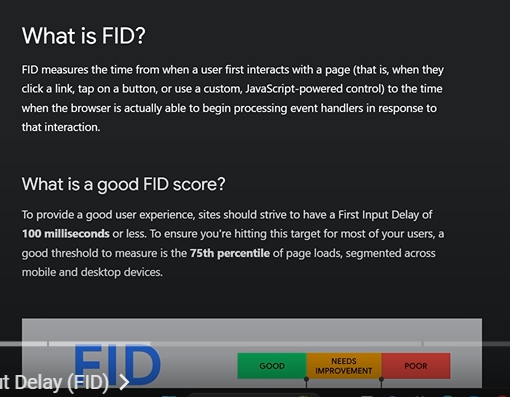 What is FID?
FID measures the time from when a user first interacts with a page (that is, when they
click a link, tap on a button, or use a custom, JavaScript-powered control) to the time
when the browser is actually able to begin processing event handlers in response to
that interaction.
What is a good FID score?
To provide a good user experience, sites should strive to have a First Input Delay of
100 milliseconds or less. To ensure you're hitting this target for most of your users, a
good threshold to measure is the 75th percentile of page loads, segmented across
mobile and desktop devices.
FID
GOOD
NEEDS
IMPROVEMENT
POOR
ut Delay (FID)